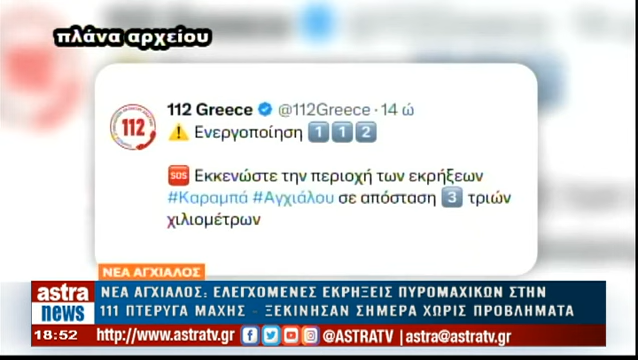 πλάνα αρχείου
112 Greece @112Greece · 14 ώ
112
⚠ Ενεργοποίηση 1 1 2
SOS Εκκενώστε την περιοχή των εκρήξεων
#Καραμπά #Αγχιάλου σε απόσταση 3 τριών
χιλιομέτρων
ΝΕΑ ΑΓΧΙΑΛΟΣ
astra
news
ΝΕΑ ΑΓΧΙΑΛΟΣ: ΕΛΕΓΧΟΜΕΝΕΣ ΕΚΡΗΞΕΙΣ ΠΥΡΟΜΑΧΙΚΩΝ ΣΤΗΝ
111 ΠΤΕΡΥΓΑ ΜΑΧΗΣ - ΞΕΚΙΝΗΣΑΝ ΣΗΜΕΡΑ ΧΩΡΙΣ ΠΡΟΒΛΗΜΑΤΑ
18:52 http://www.astratv.gr @ASTRATV astra@astratv.gr